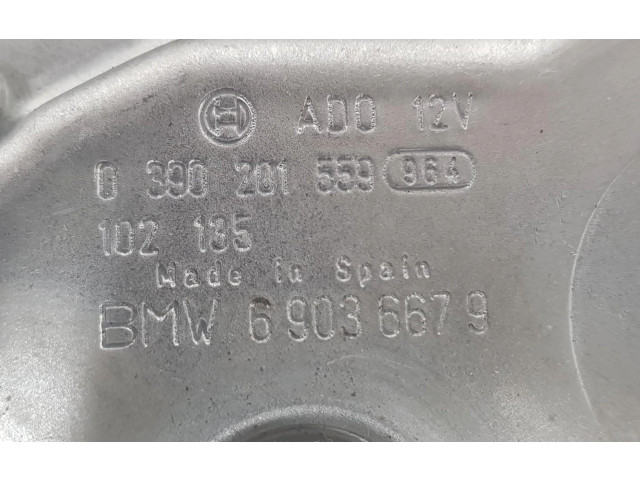 ADO 12V
0 390 201 559 964
102 135
Made in Spain
BMW 6 903 667 9